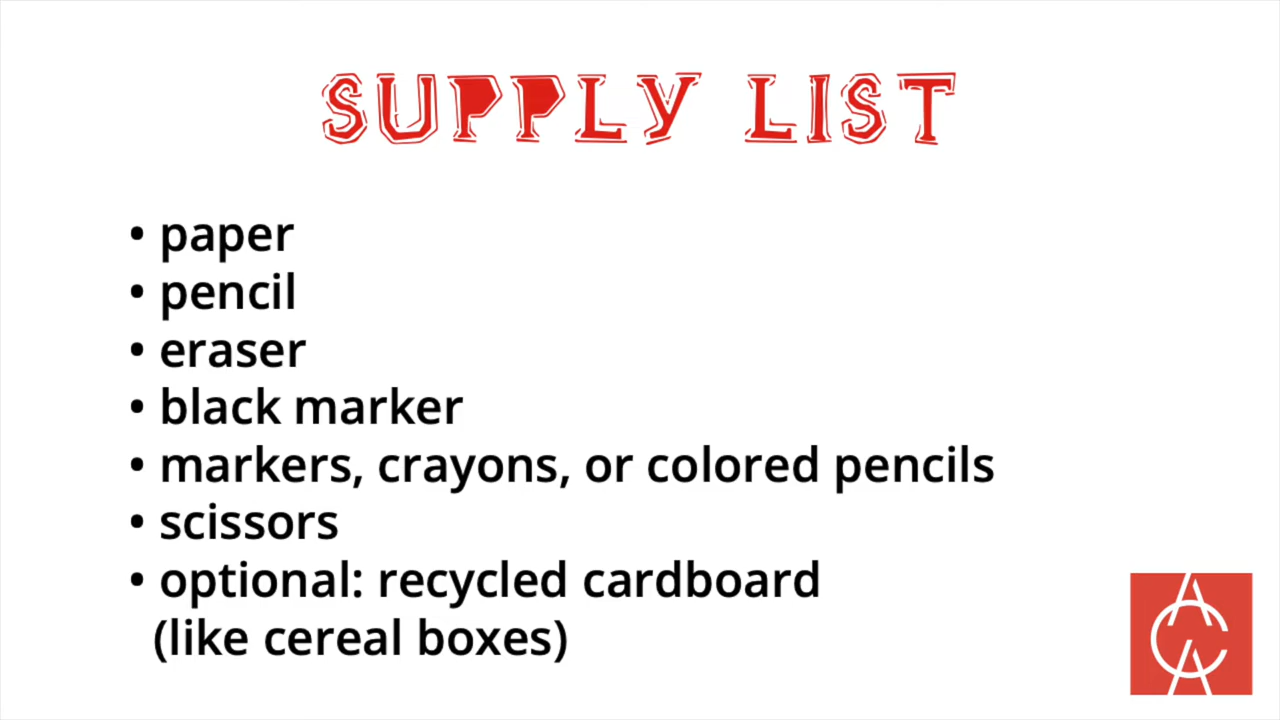 SUPPLY LIST
• paper
• pencil
• eraser
• black marker
• markers, crayons, or colored pencils
• scissors
• optional: recycled cardboard
(like cereal boxes)
ACA